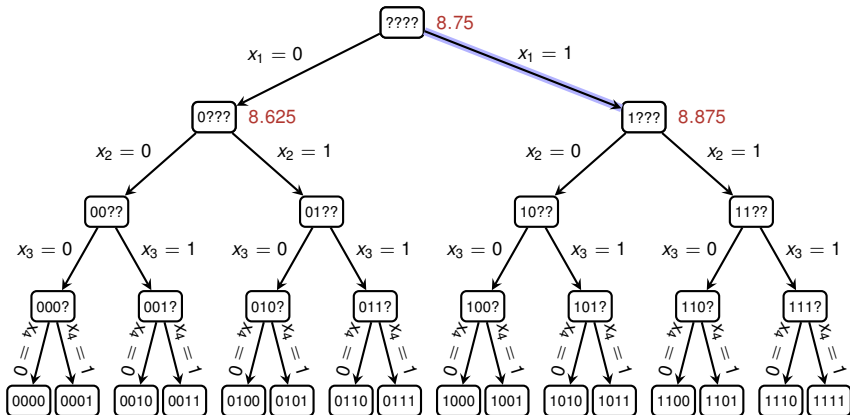 ???? 8.75
x₁ = 0 x₁ = 1
0??? 8.625 1??? 8.875
x₂ = 0 x₂ = 1 x₂ = 0 x₂ = 1
00?? 01?? 10?? 11??
x₃ = 0 x₃ = 1 x₃ = 0 x₃ = 1 x₃ = 0 x₃ = 1 x₃ = 0 x₃ = 1
000? 001? 010? 011? 100? 101? 110? 111?
x₄ = 0 x₄ = 1 x₄ = 0 x₄ = 1 x₄ = 0 x₄ = 1 x₄ = 0 x₄ = 1 x₄ = 0 x₄ = 1 x₄ = 0 x₄ = 1 x₄ = 0 x₄ = 1 x₄ = 0 x₄ = 1
0000 0001 0010 0011 0100 0101 0110 0111 1000 1001 1010 1011 1100 1101 1110 1111